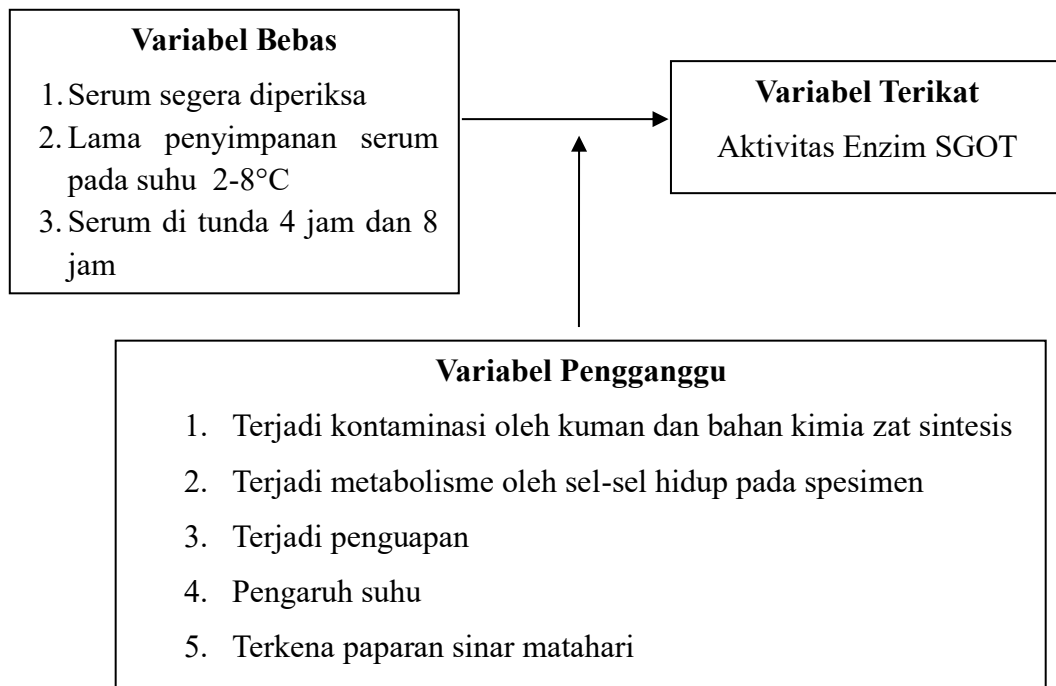 Variabel Bebas
1. Serum segera diperiksa
2. Lama penyimpanan serum
pada suhu 2-8°C
3. Serum di tunda 4 jam dan 8
jam
Variabel Terikat
Aktivitas Enzim SGOT
Variabel Pengganggu
1. Terjadi kontaminasi oleh kuman dan bahan kimia zat sintesis
2. Terjadi metabolisme oleh sel-sel hidup pada spesimen
3. Terjadi penguapan
4. Pengaruh suhu
5. Terkena paparan sinar matahari